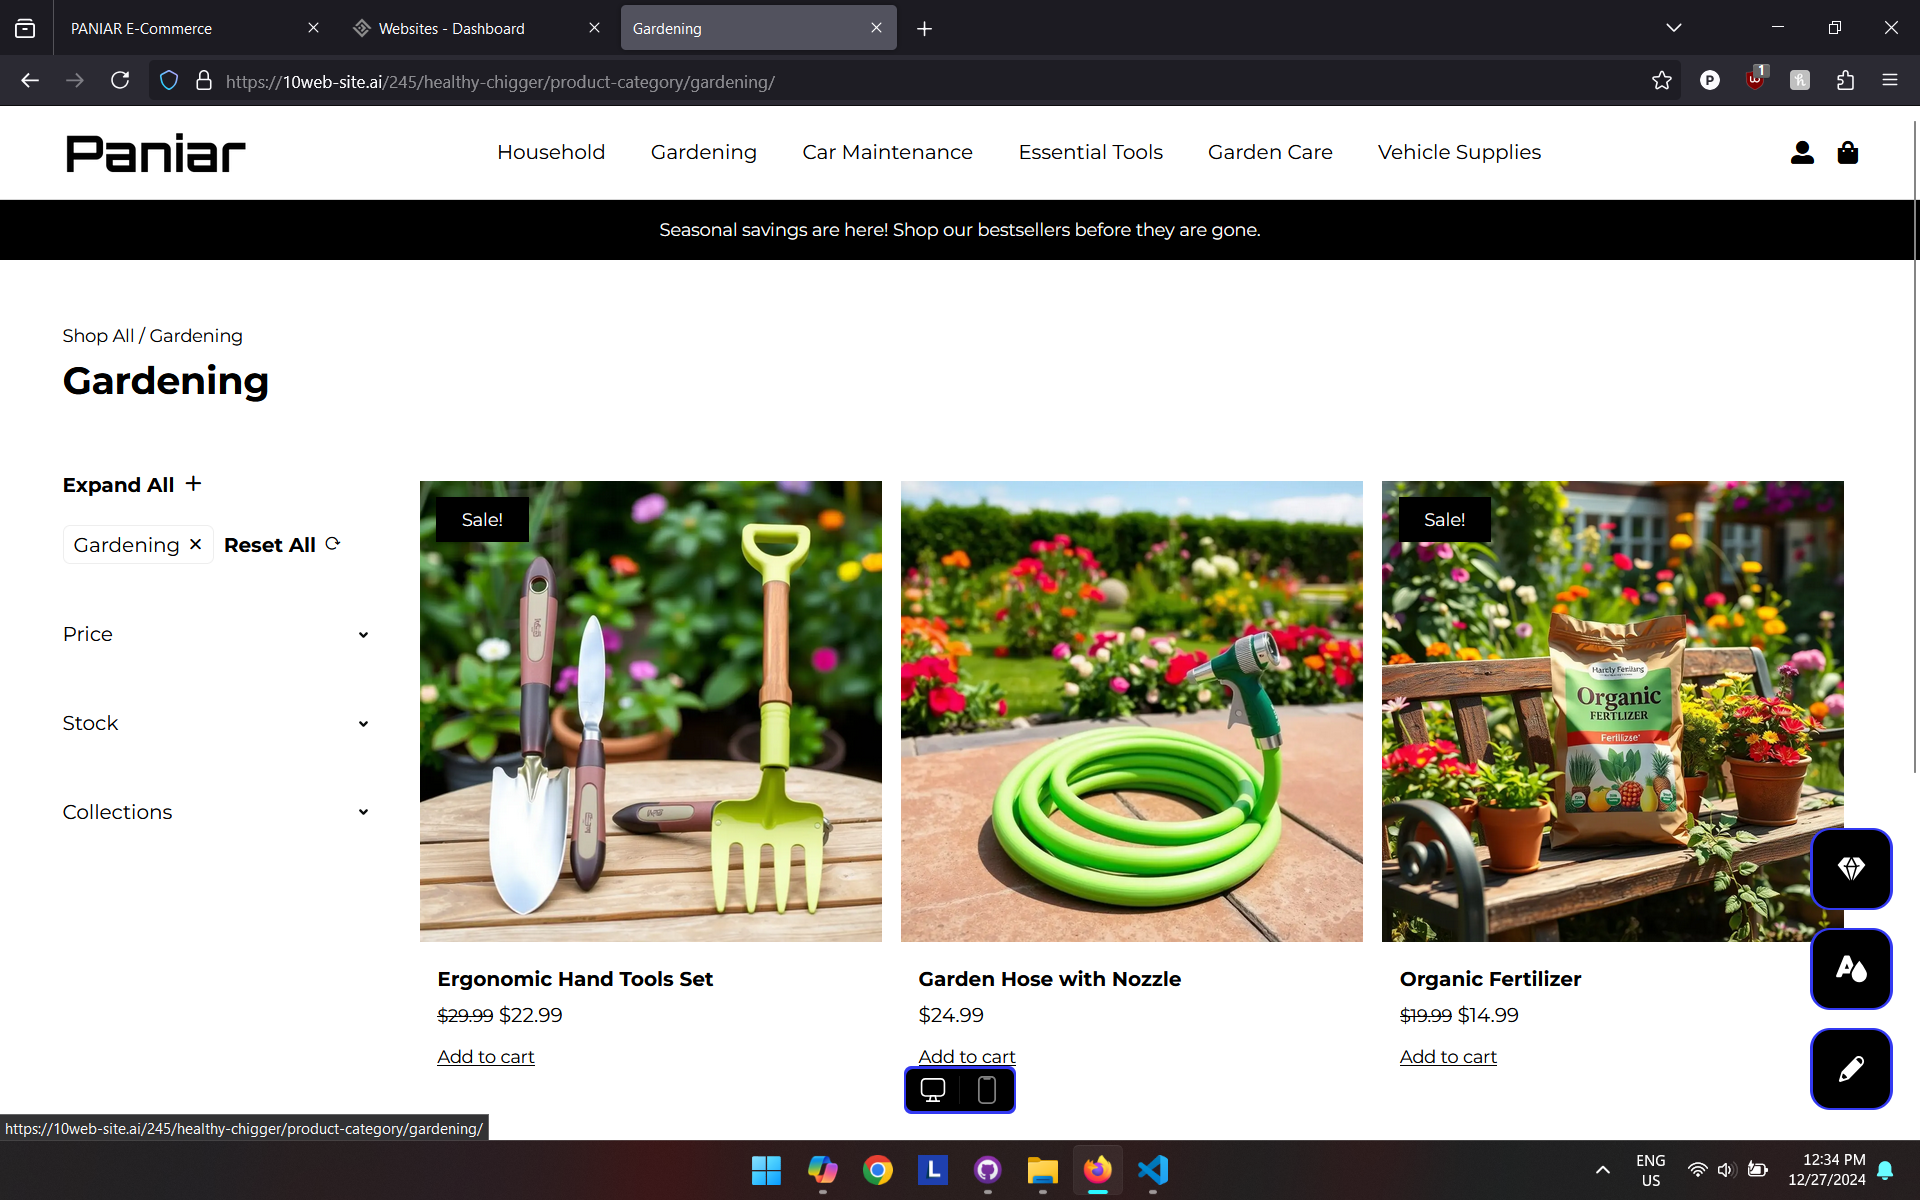 PANIAR E-Commerce
Websites - Dashboard
Gardening
https://10web-site.ai/245/healthy-chigger/product-category/gardening/
P
1
Paniar
Household
Gardening
Car Maintenance
Essential Tools
Garden Care
Vehicle Supplies
Seasonal savings are here! Shop our bestsellers before they are gone.
Shop All / Gardening
Gardening
Expand All +
Gardening ✕
Reset All
Price
Stock
Collections
Sale!
Sale!
Organic
FERTLIZER
Ergonomic Hand Tools Set
$29.99 $22.99
Add to cart
Garden Hose with Nozzle
$24.99
Add to cart
Organic Fertilizer
$19.99 $14.99
Add to cart
A
https://10web-site.ai/245/healthy-chigger/product-category/gardening/
L
ENG
US
12:34 PM
12/27/2024